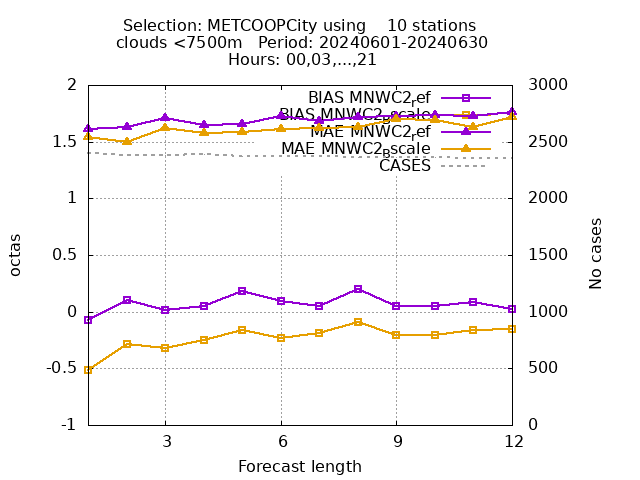 Selection: METCOOPCity using    10 stations
clouds <7500m   Period: 20240601-20240630
Hours: 00,03,...,21
BIAS MNWC2_ref
BIAS MNWC2_Bscale
MAE MNWC2_ref
MAE MNWC2_Bscale
CASES
2
1.5
1
0.5
0
-0.5
-1
3000
2500
2000
1500
1000
500
0
3
6
9
12
octas
No cases
Forecast length